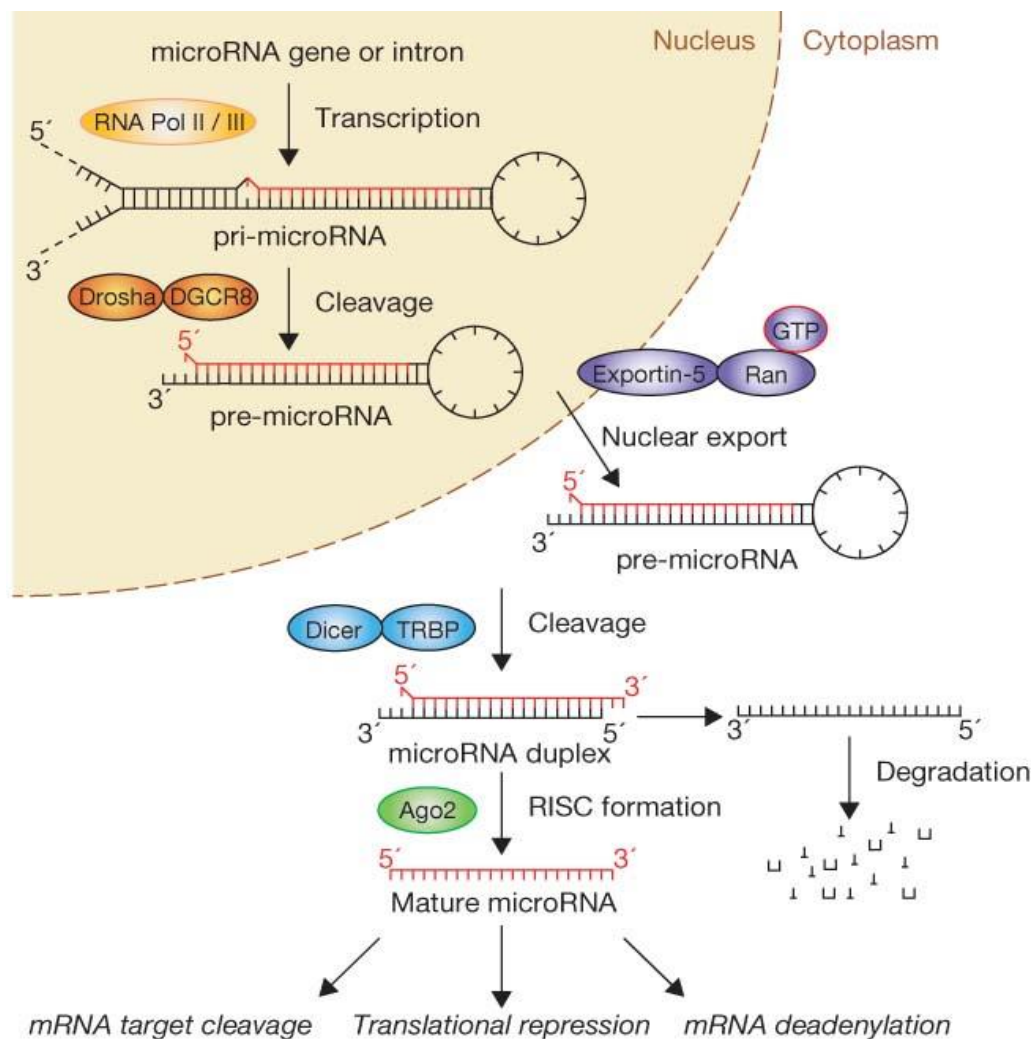 Nucleus
Cytoplasm
microRNA gene or intron
RNA Pol II / III
Transcription
5´
3´
pri-microRNA
Drosha
DGCR8
Cleavage
5´
3´
pre-microRNA
GTP
Exportin-5
Ran
Nuclear export
5´
3´
pre-microRNA
Dicer
TRBP
Cleavage
5´
3´
3´
5´
microRNA duplex
3´
5´
Degradation
Ago2
RISC formation
5´
3´
Mature microRNA
mRNA target cleavage
Translational repression
mRNA deadenylation